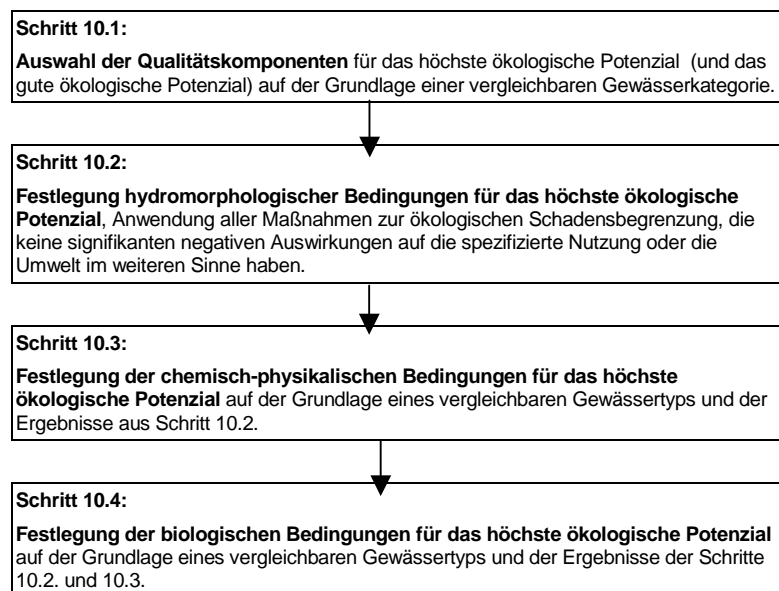 Schritt 10.1:
Auswahl der Qualitätskomponenten für das höchste ökologische Potenzial (und das
gute ökologische Potenzial) auf der Grundlage einer vergleichbaren Gewässerkategorie.
Schritt 10.2:
Festlegung hydromorphologischer Bedingungen für das höchste ökologische
Potenzial, Anwendung aller Maßnahmen zur ökologischen Schadensbegrenzung, die
keine signifikanten negativen Auswirkungen auf die spezifizierte Nutzung oder die
Umwelt im weiteren Sinne haben.
Schritt 10.3:
Festlegung der chemisch-physikalischen Bedingungen für das höchste
ökologische Potenzial auf der Grundlage eines vergleichbaren Gewässertyps und der
Ergebnisse aus Schritt 10.2.
Schritt 10.4:
Festlegung der biologischen Bedingungen für das höchste ökologische Potenzial
auf der Grundlage eines vergleichbaren Gewässertyps und der Ergebnisse der Schritte
10.2. und 10.3.